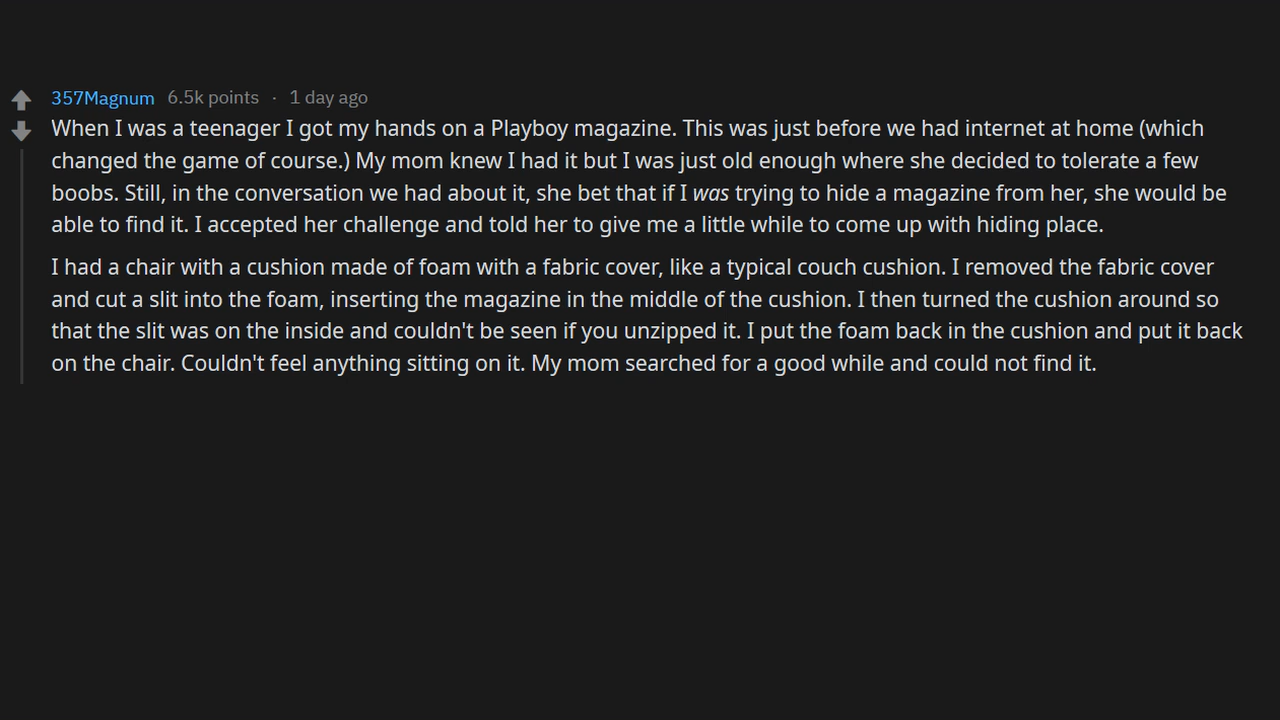 357Magnum 6.5k points · 1 day ago
When I was a teenager I got my hands on a Playboy magazine. This was just before we had internet at home (which
changed the game of course.) My mom knew I had it but I was just old enough where she decided to tolerate a few
boobs. Still, in the conversation we had about it, she bet that if I was trying to hide a magazine from her, she would be
able to find it. I accepted her challenge and told her to give me a little while to come up with hiding place.
I had a chair with a cushion made of foam with a fabric cover, like a typical couch cushion. I removed the fabric cover
and cut a slit into the foam, inserting the magazine in the middle of the cushion. I then turned the cushion around so
that the slit was on the inside and couldn't be seen if you unzipped it. I put the foam back in the cushion and put it back
on the chair. Couldn't feel anything sitting on it. My mom searched for a good while and could not find it.